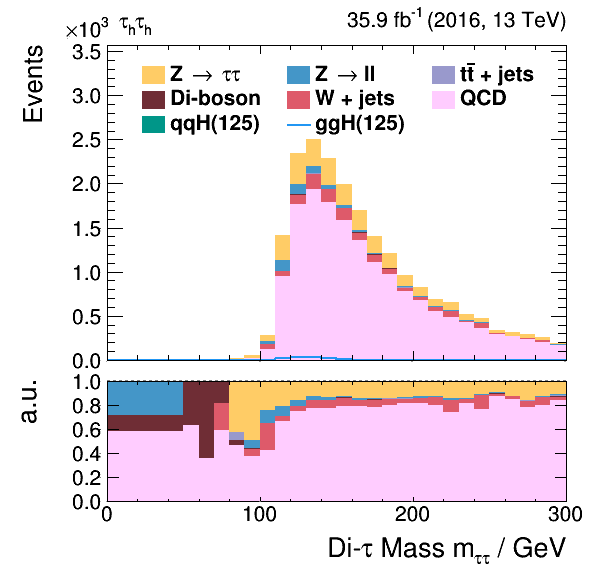 ×10³ τₕτₕ 35.9 fb⁻¹ (2016, 13 TeV)
Events
3.5
3.0
2.5
2.0
1.5
1.0
0.5
0.0
Z → ττ Z → ll tt̄ + jets
Di-boson W + jets QCD
qqH(125) ggH(125)
a.u.
1.0
0.8
0.6
0.4
0.2
0.0
0 100 200 300
Di-τ Mass m_ττ / GeV